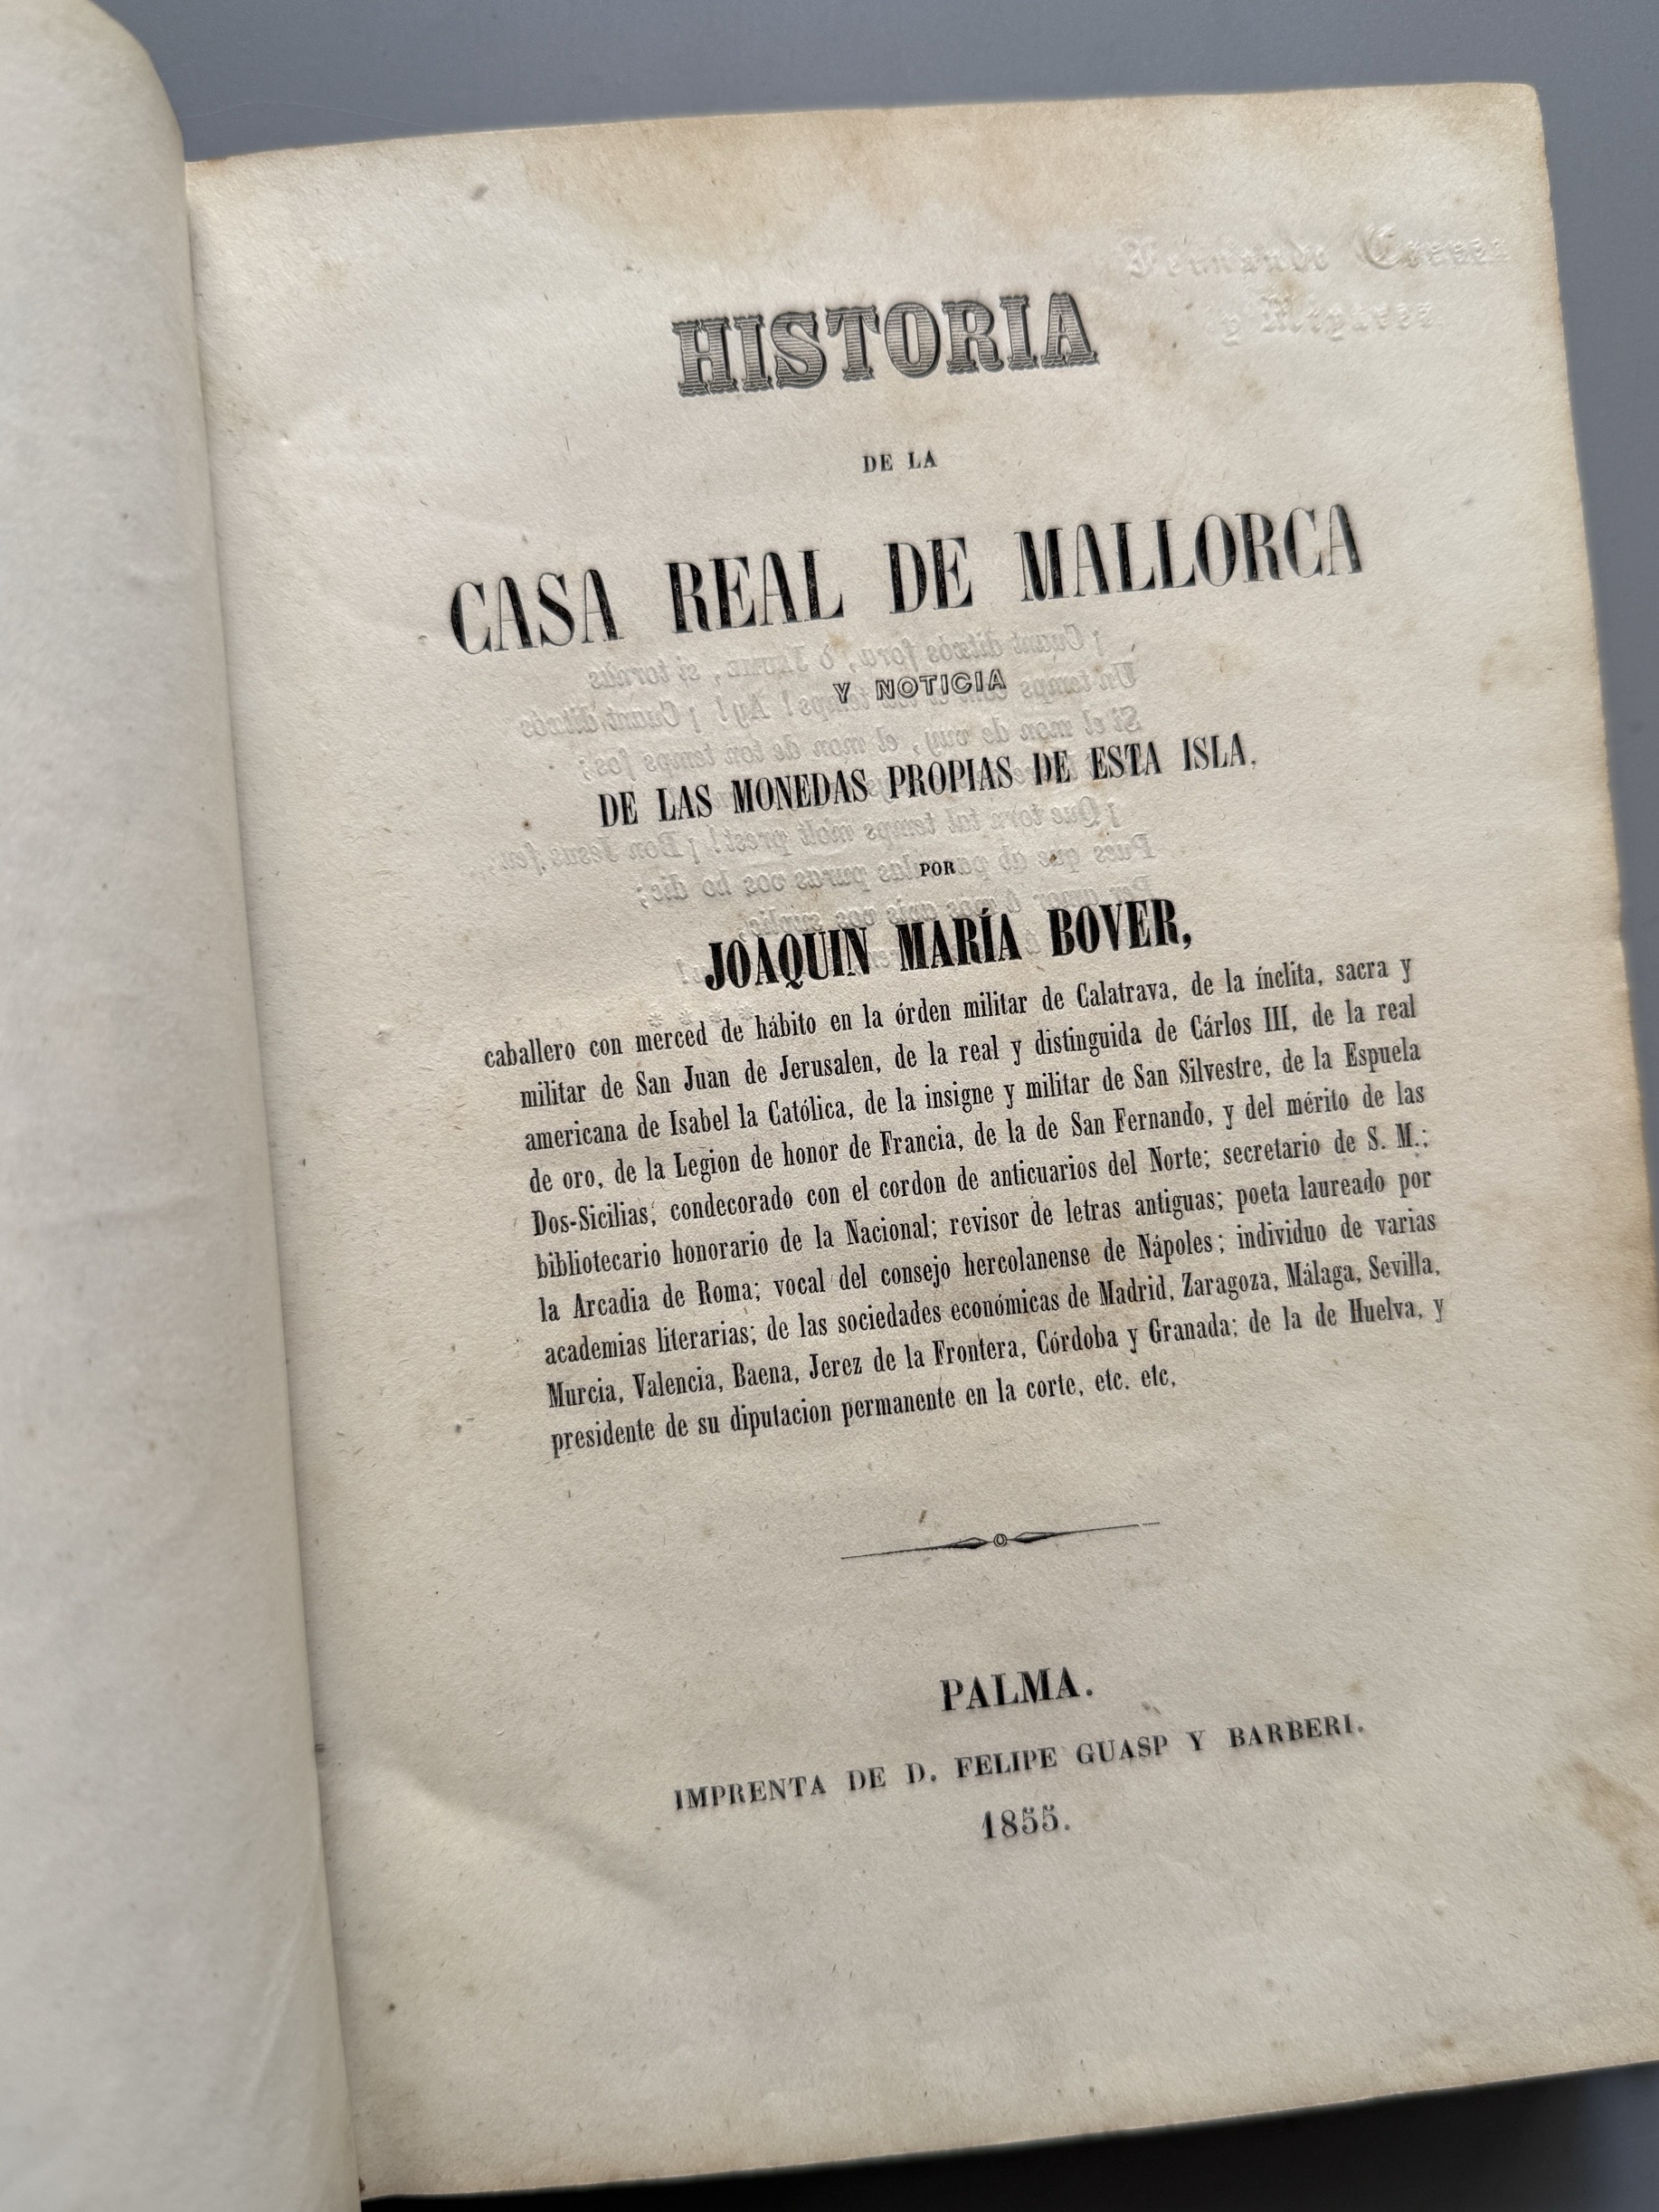 Fernando
y
HISTORIA
DE LA
CASA REAL DE MALLORCA
Y NOTICIA
DE LAS MONEDAS PROPIAS DE ESTA ISLA,
POR
JOAQUIN MARÍA BOVER,
caballero con merced de hábito en la órden militar de Calatrava, de la ínclita, sacra y
militar de San Juan de Jerusalen, de la real y distinguida de Cárlos III, de la real
americana de Isabel la Católica, de la insigne y militar de San Silvestre, de la Espuela
de oro, de la Legion de honor de Francia, de la de San Fernando, y del mérito de las
Dos-Sicilias; condecorado con el cordon de anticuarios del Norte; secretario de S. M.;
bibliotecario honorario de la Nacional; revisor de letras antiguas; poeta laureado por
la Arcadia de Roma; vocal del consejo hercolanense de Nápoles; individuo de varias
academias literarias; de las sociedades económicas de Madrid, Zaragoza, Málaga, Sevilla,
Murcia, Valencia, Baena, Jerez de la Frontera, Córdoba y Granada; de la de Huelva, y
presidente de su diputacion permanente en la corte, etc. etc.
PALMA.
IMPRENTA DE D. FELIPE GUASP Y BARBERI.
1855.